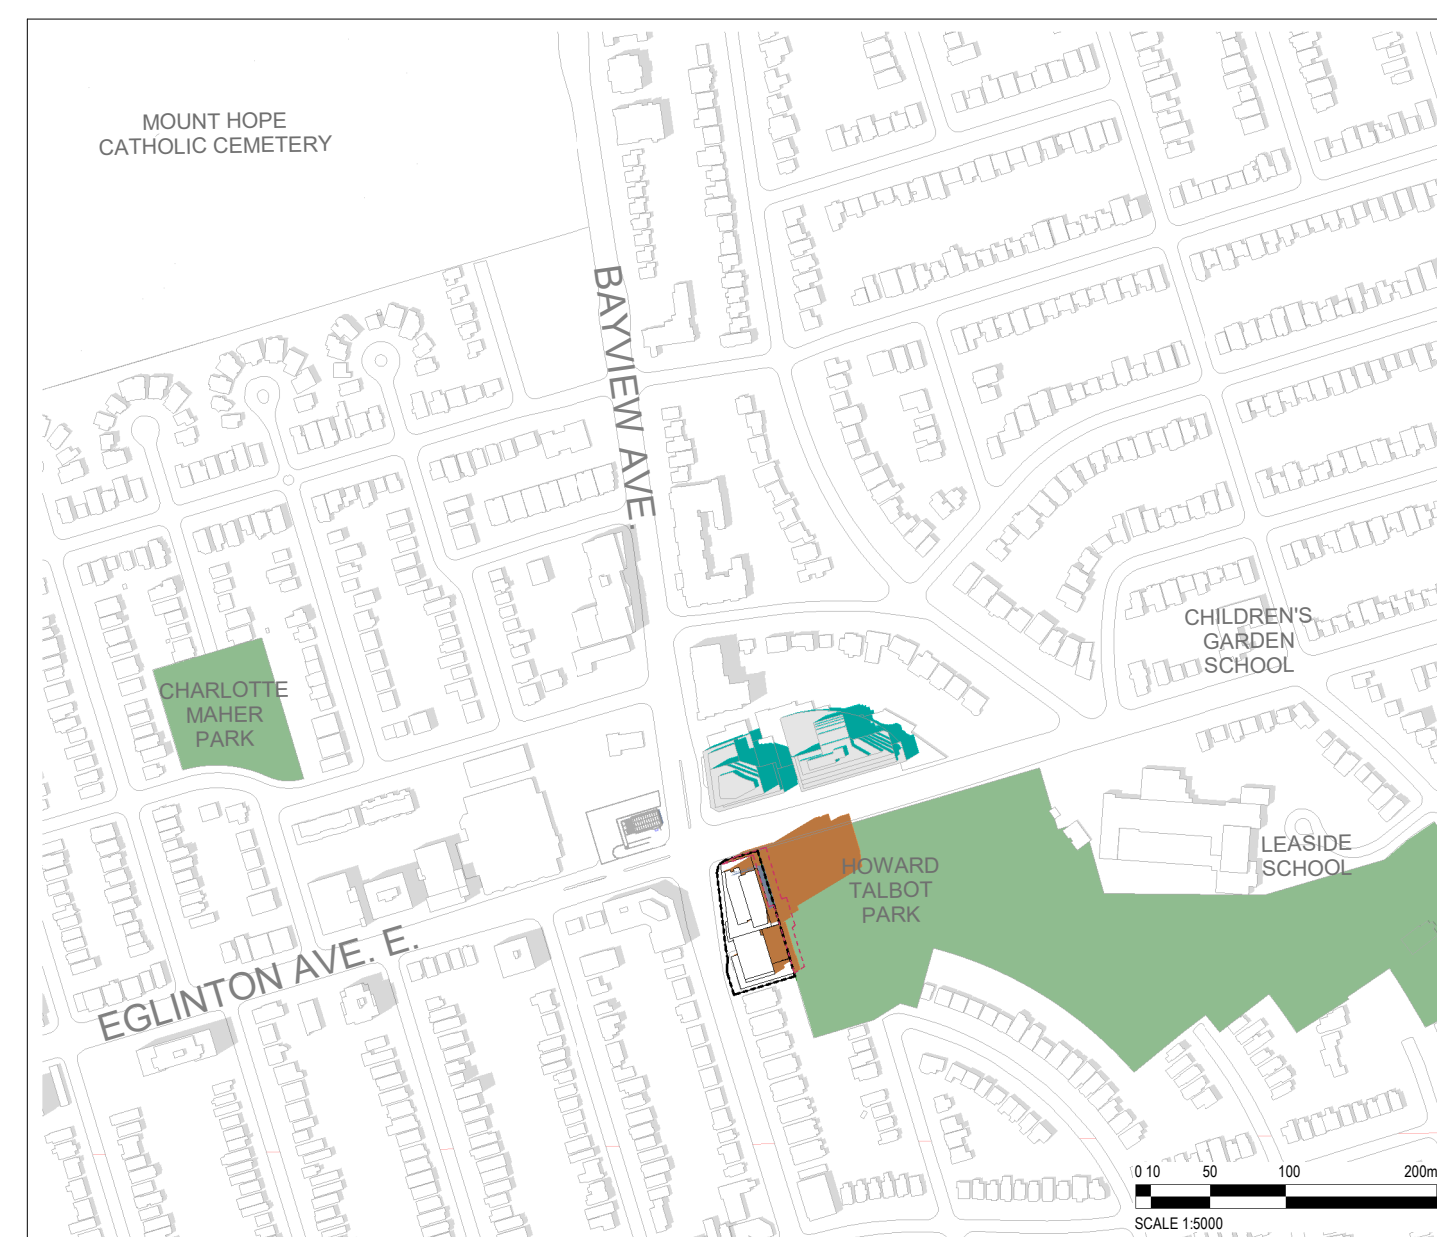 MOUNT HOPE
CATHOLIC CEMETERY
BAYVIEW AVE.
CHILDREN'S
GARDEN
SCHOOL
CHARLOTTE
MAHER
PARK
LEASIDE
SCHOOL
HOWARD
TALBOT
PARK
EGLINTON AVE. E.
0 10 50 100 200m
SCALE 1:5000